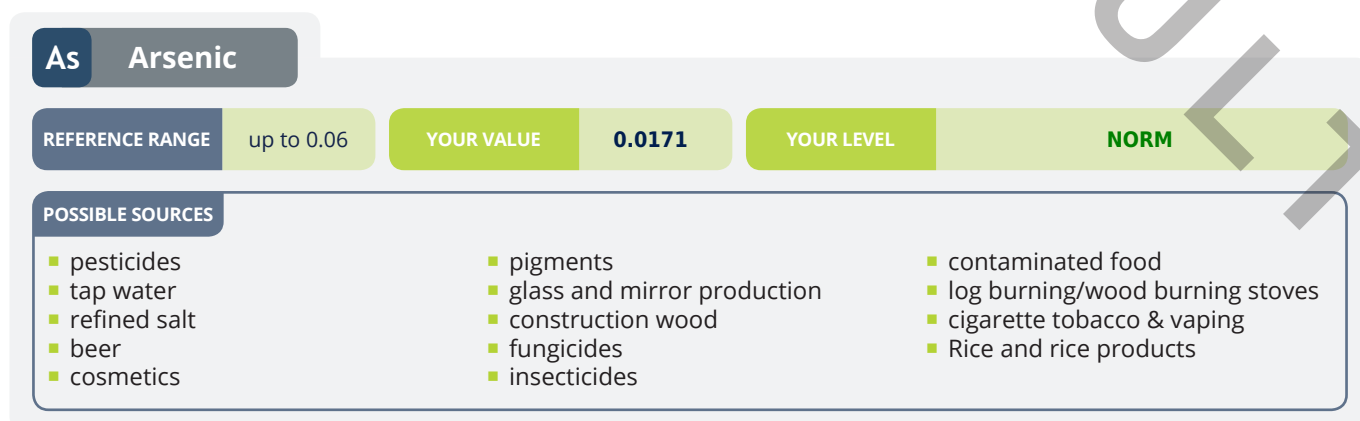 As Arsenic
REFERENCE RANGE up to 0.06 YOUR VALUE 0.0171 YOUR LEVEL NORM
POSSIBLE SOURCES
pesticides
tap water
refined salt
beer
cosmetics
pigments
glass and mirror production
construction wood
fungicides
insecticides
contaminated food
log burning/wood burning stoves
cigarette tobacco & vaping
Rice and rice products